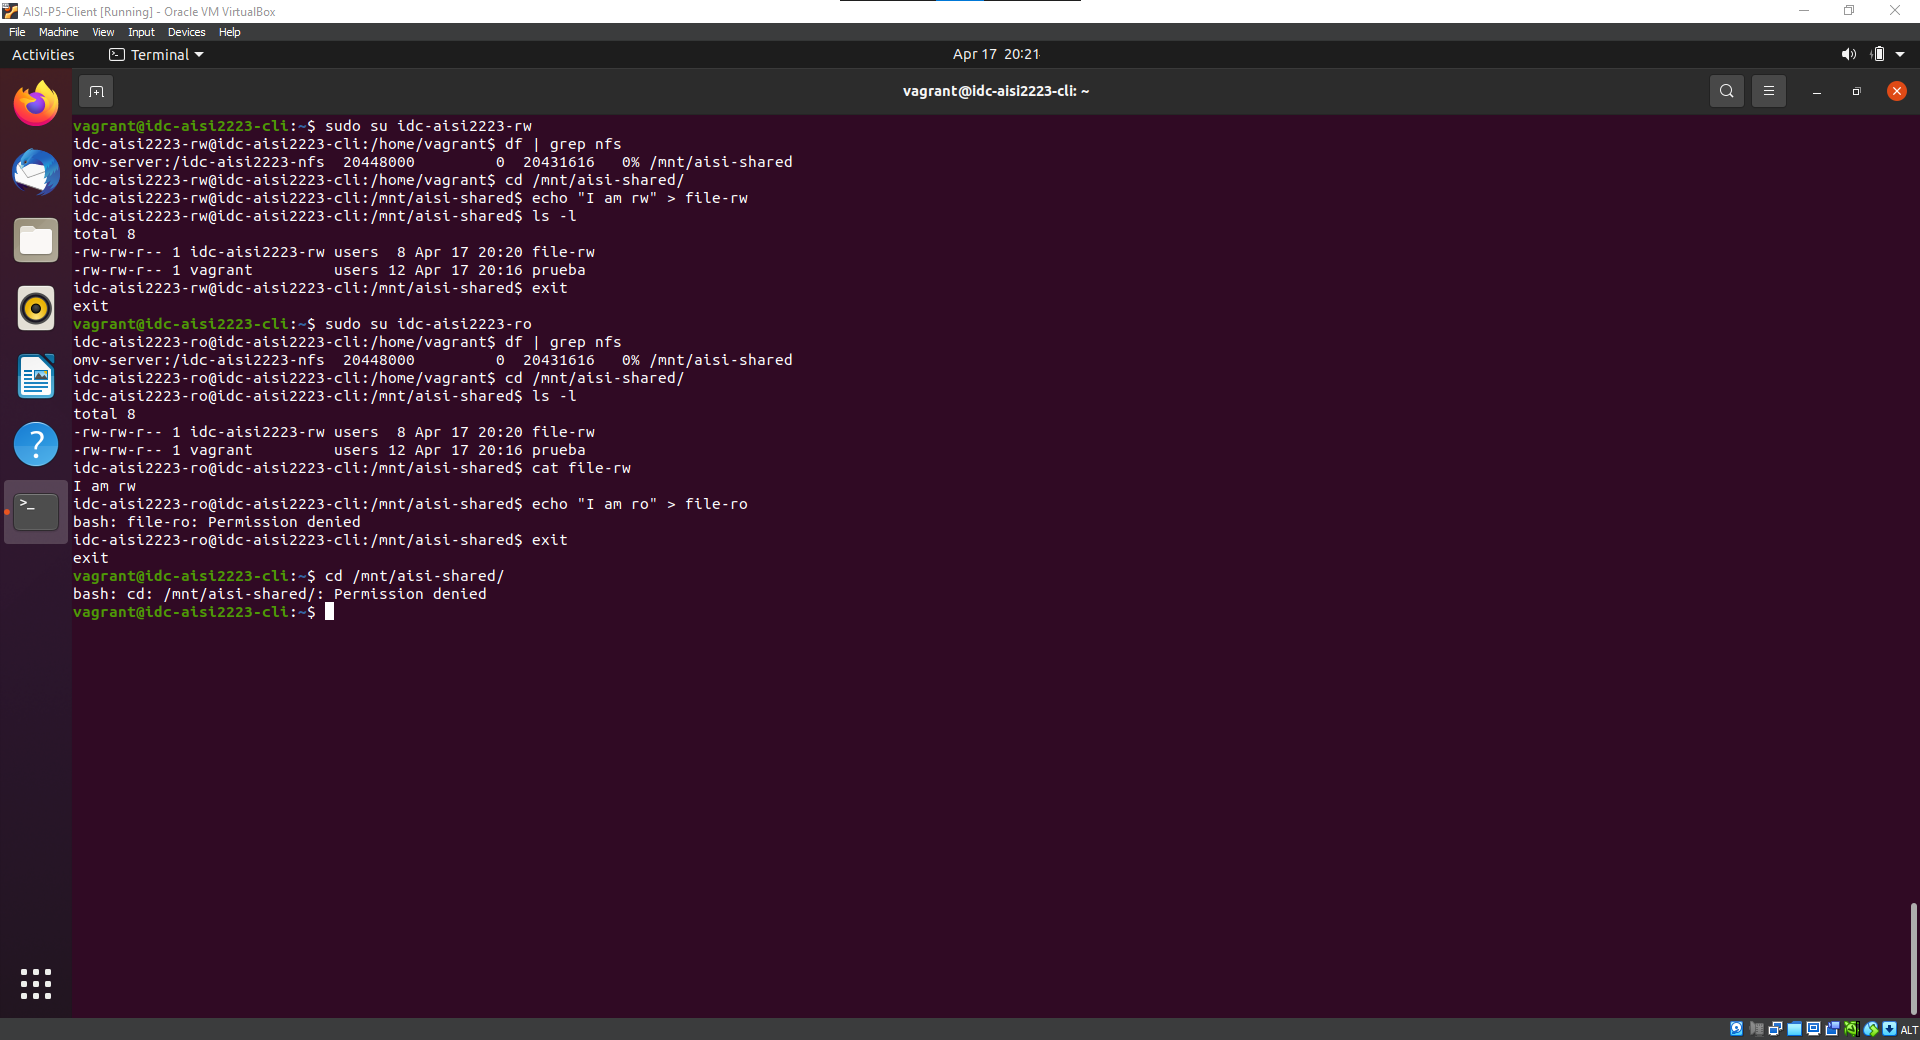 AISI-P5-Client [Running] - Oracle VM VirtualBox
File Machine View Input Devices Help
Activities Terminal Apr 17 20:21
vagrant@idc-aisi2223-cli: ~
vagrant@idc-aisi2223-cli:~$ sudo su idc-aisi2223-rw
idc-aisi2223-rw@idc-aisi2223-cli:/home/vagrant$ df | grep nfs
omv-server:/idc-aisi2223-nfs  20448000         0  20431616   0% /mnt/aisi-shared
idc-aisi2223-rw@idc-aisi2223-cli:/home/vagrant$ cd /mnt/aisi-shared/
idc-aisi2223-rw@idc-aisi2223-cli:/mnt/aisi-shared$ echo "I am rw" > file-rw
idc-aisi2223-rw@idc-aisi2223-cli:/mnt/aisi-shared$ ls -l
total 8
-rw-rw-r-- 1 idc-aisi2223-rw users  8 Apr 17 20:20 file-rw
-rw-rw-r-- 1 vagrant         users 12 Apr 17 20:16 prueba
idc-aisi2223-rw@idc-aisi2223-cli:/mnt/aisi-shared$ exit
exit
vagrant@idc-aisi2223-cli:~$ sudo su idc-aisi2223-ro
idc-aisi2223-ro@idc-aisi2223-cli:/home/vagrant$ df | grep nfs
omv-server:/idc-aisi2223-nfs  20448000         0  20431616   0% /mnt/aisi-shared
idc-aisi2223-ro@idc-aisi2223-cli:/home/vagrant$ cd /mnt/aisi-shared/
idc-aisi2223-ro@idc-aisi2223-cli:/mnt/aisi-shared$ ls -l
total 8
-rw-rw-r-- 1 idc-aisi2223-rw users  8 Apr 17 20:20 file-rw
-rw-rw-r-- 1 vagrant         users 12 Apr 17 20:16 prueba
idc-aisi2223-ro@idc-aisi2223-cli:/mnt/aisi-shared$ cat file-rw
I am rw
idc-aisi2223-ro@idc-aisi2223-cli:/mnt/aisi-shared$ echo "I am ro" > file-ro
bash: file-ro: Permission denied
idc-aisi2223-ro@idc-aisi2223-cli:/mnt/aisi-shared$ exit
exit
vagrant@idc-aisi2223-cli:~$ cd /mnt/aisi-shared/
bash: cd: /mnt/aisi-shared/: Permission denied
vagrant@idc-aisi2223-cli:~$
ALT